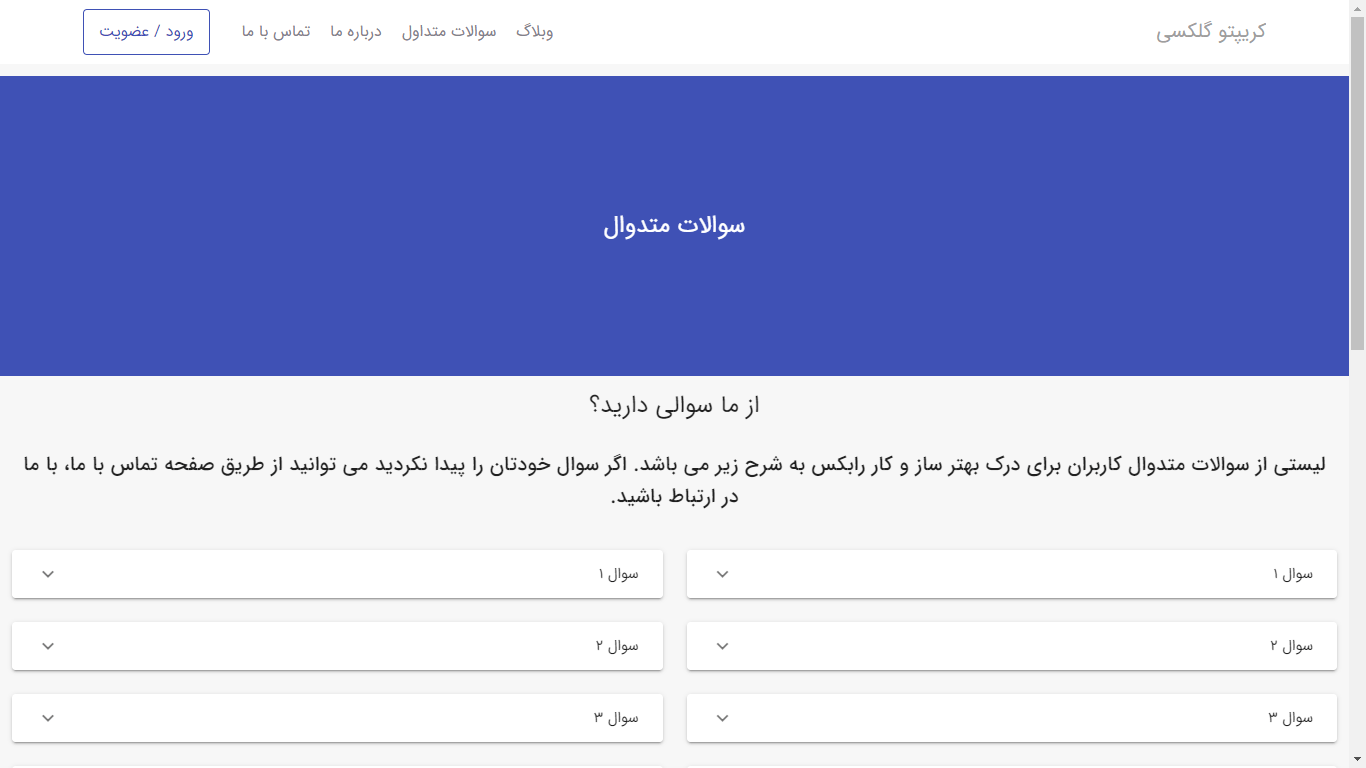 کریپتو گلکسی
وبلاگ
سوالات متداول
درباره ما
تماس با ما
ورود / عضویت
سوالات متدوال
از ما سوالی دارید؟
لیستی از سوالات متدوال کاربران برای درک بهتر ساز و کار رابکس به شرح زیر می باشد. اگر سوال خودتان را پیدا نکردید می توانید از طریق صفحه تماس با ما، با ما
در ارتباط باشید.
سوال ۱
سوال ۱
سوال ۲
سوال ۲
سوال ۳
سوال ۳